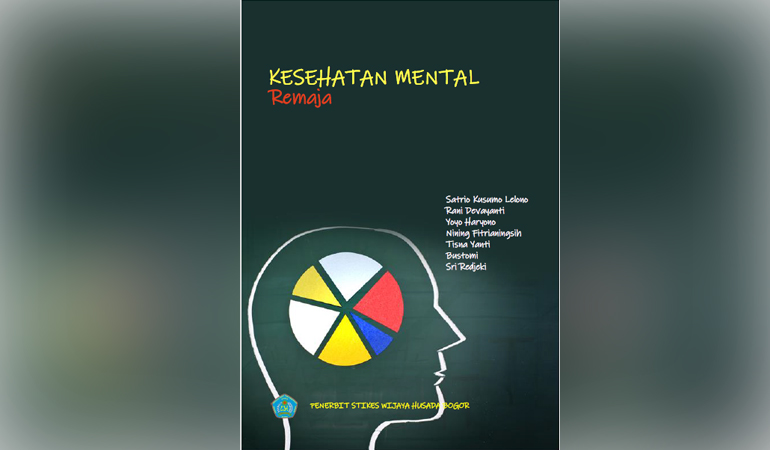 KESEHATAN MENTAL
Remaja
Satrio Kusumo Lelono
Rani Devayanti
Yoyo Haryono
Nining Fitrianingsih
Tisna Yanti
Bustomi
Sri Redjeki
PENERBIT STIKES WIJAYA HUSADA BOGOR